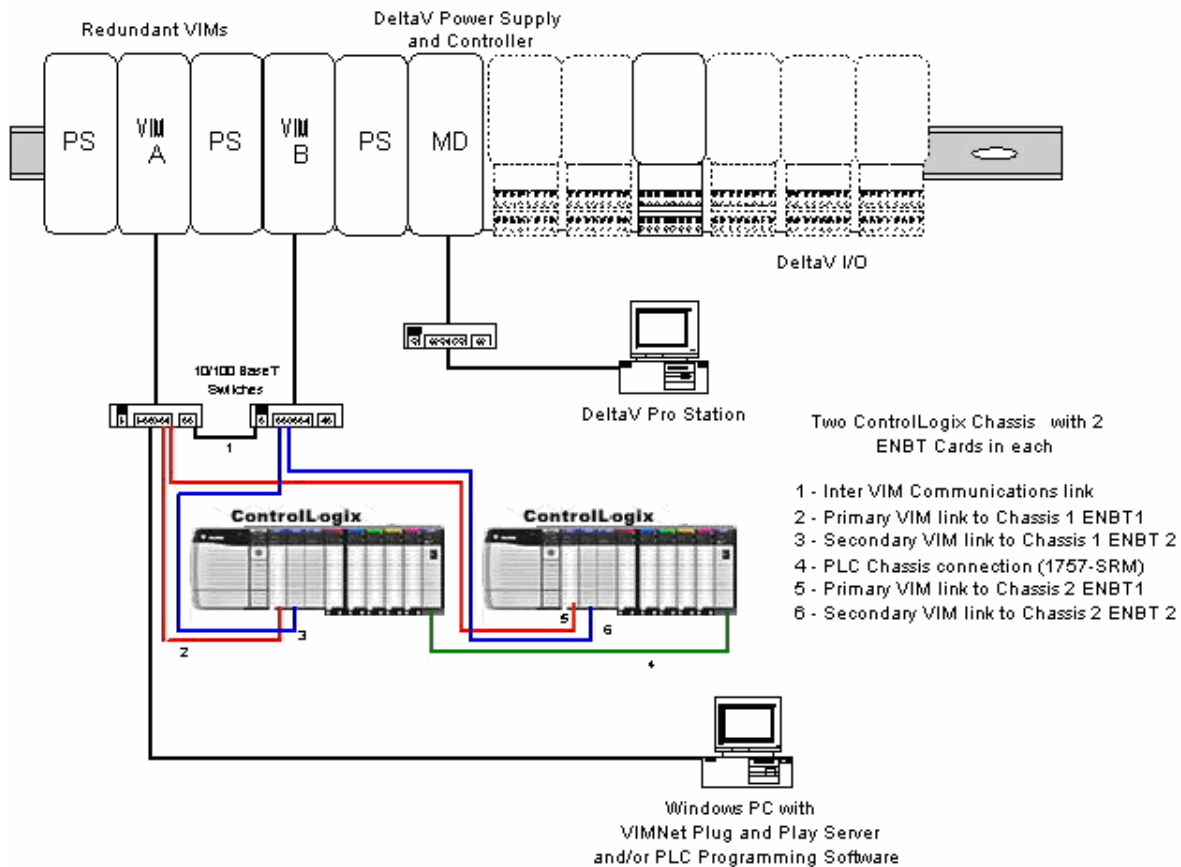 Redundant VIMs
DeltaV Power Supply
and Controller
PS
VIM
A
PS
VIM
B
PS
MD
DeltaV I/O
10/100 BaseT
Switches
1
DeltaV Pro Station
Two ControlLogix Chassis with 2
ENBT Cards in each
1 - Inter VIM Communications link
2 - Primary VIM link to Chassis 1 ENBT1
3 - Secondary VIM link to Chassis 1 ENBT 2
4 - PLC Chassis connection (1757-SRM)
5 - Primary VIM link to Chassis 2 ENBT1
6 - Secondary VIM link to Chassis 2 ENBT 2
ControlLogix
ControlLogix
2
3
5
6
4
Windows PC with
VIMNet Plug and Play Server
and/or PLC Programming Software